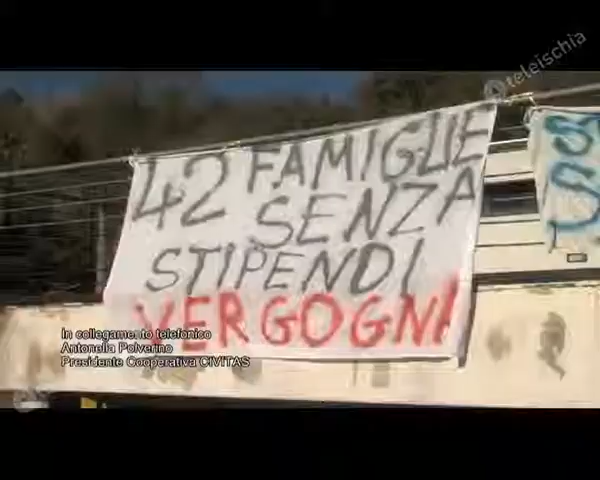 teleischia
42 FAMIGLIE
SENZA
STIPENDI
VERGOGNA
In collegamento telefonico
Antonella Polverino
Presidente Cooperativa CIVITAS